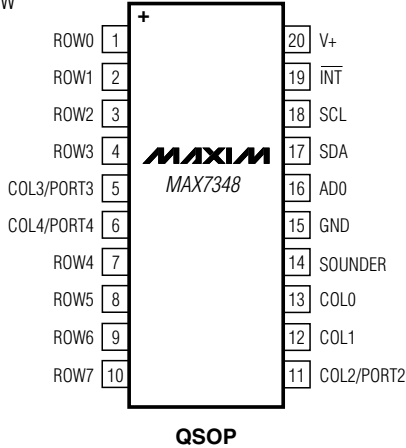 W
+
ROW0 1 20 V+
ROW1 2 19 INT
ROW2 3 18 SCL
ROW3 4 MAXIM 17 SDA
COL3/PORT3 5 MAX7348 16 AD0
COL4/PORT4 6 15 GND
ROW4 7 14 SOUNDER
ROW5 8 13 COL0
ROW6 9 12 COL1
ROW7 10 11 COL2/PORT2
QSOP